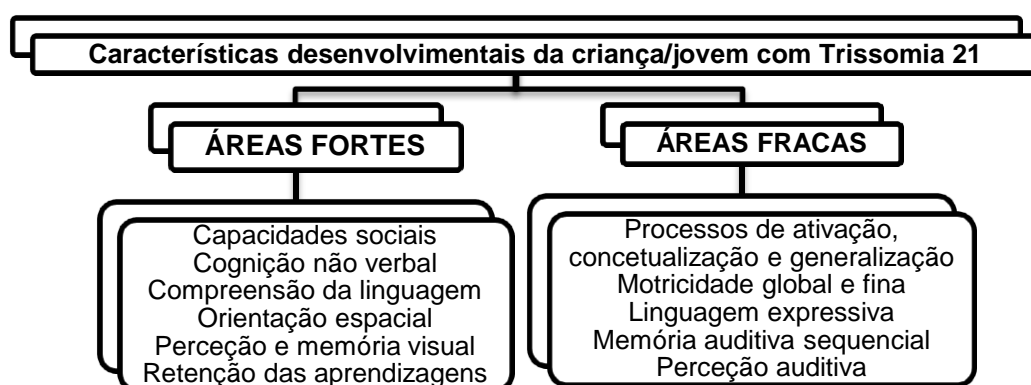 Características desenvolvimentais da criança/jovem com Trissomia 21
ÁREAS FORTES
Capacidades sociais
Cognição não verbal
Compreensão da linguagem
Orientação espacial
Perceção e memória visual
Retenção das aprendizagens
ÁREAS FRACAS
Processos de ativação,
concetualização e generalização
Motricidade global e fina
Linguagem expressiva
Memória auditiva sequencial
Perceção auditiva